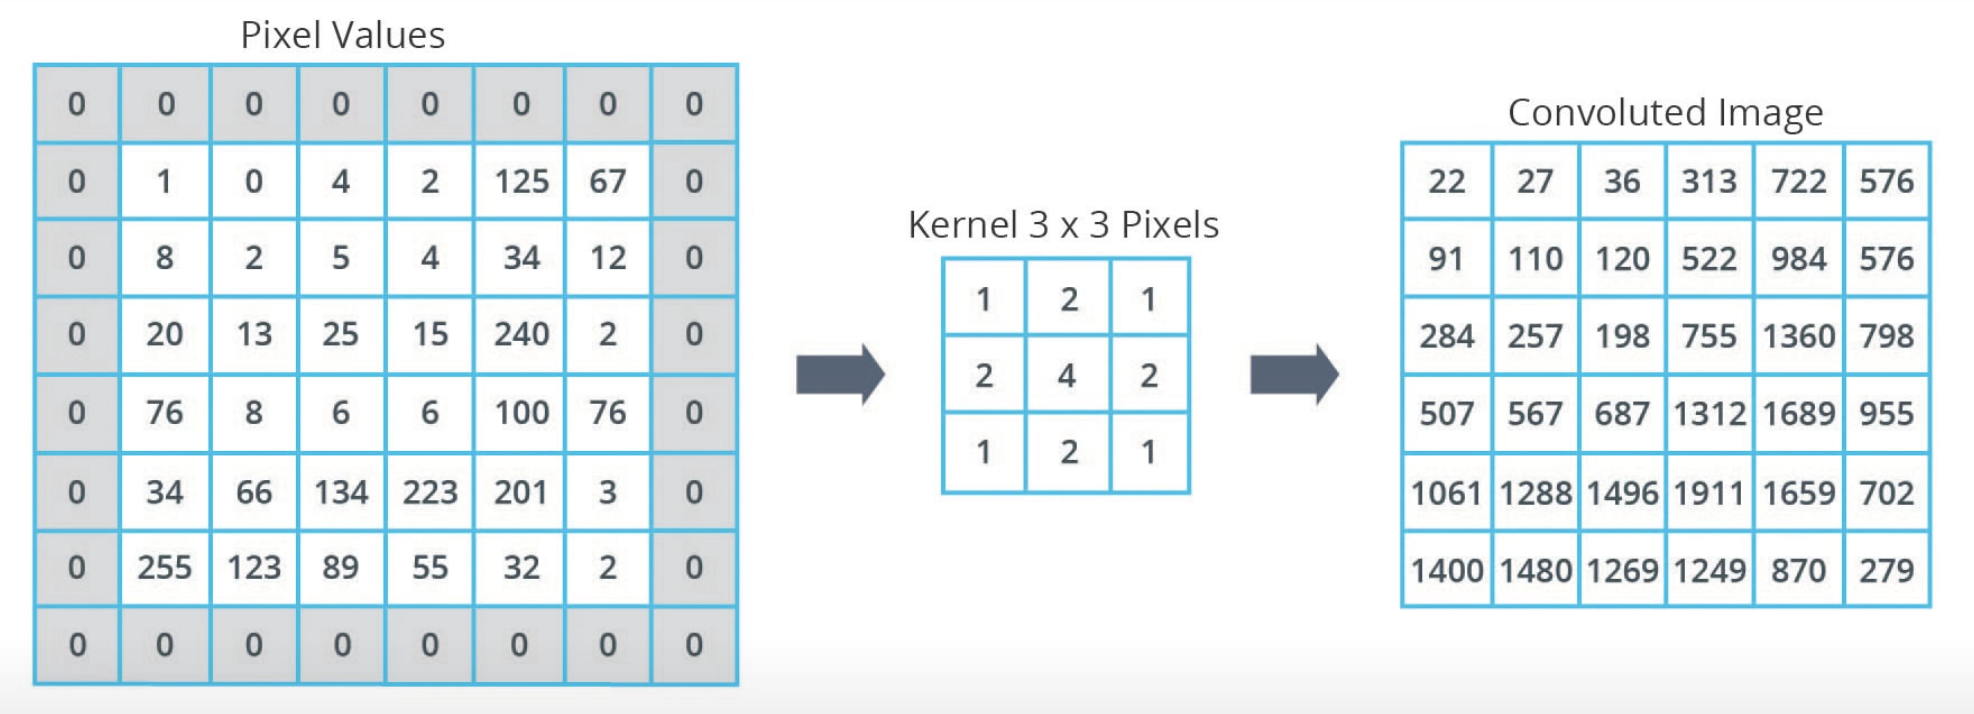 Pixel Values
0 0 0 0 0 0 0 0
0 1 0 4 2 125 67 0
0 8 2 5 4 34 12 0
0 20 13 25 15 240 2 0
0 76 8 6 6 100 76 0
0 34 66 134 223 201 3 0
0 255 123 89 55 32 2 0
0 0 0 0 0 0 0 0
Kernel 3 x 3 Pixels
1 2 1
2 4 2
1 2 1
Convoluted Image
22 27 36 313 722 576
91 110 120 522 984 576
284 257 198 755 1360 798
507 567 687 1312 1689 955
1061 1288 1496 1911 1659 702
1400 1480 1269 1249 870 279